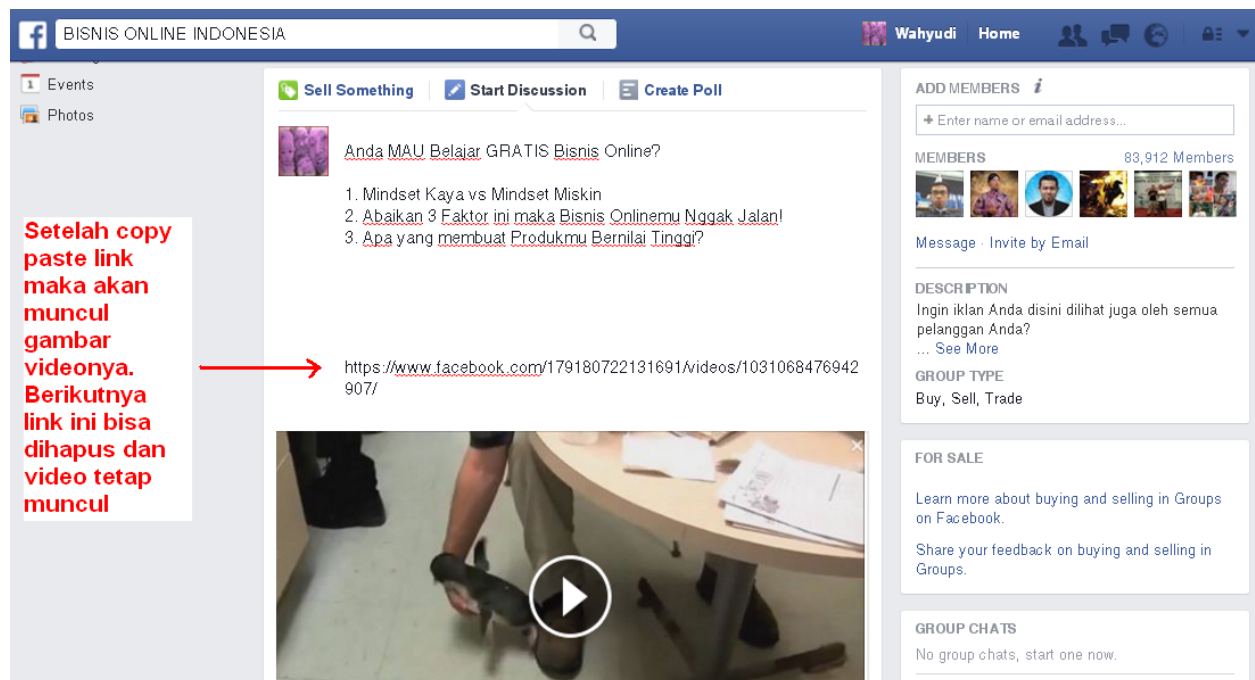 f BISNIS ONLINE INDONESIA
Wahyudi Home
1 Events
Photos
Setelah copy
paste link
maka akan
muncul
gambar
videonya.
Berikutnya
link ini bisa
dihapus dan
video tetap
muncul
Sell Something Start Discussion Create Poll
Anda MAU Belajar GRATIS Bisnis Online?
1. Mindset Kaya vs Mindset Miskin
2. Abaikan 3 Faktor ini maka Bisnis Onlinemu Nggak Jalan!
3. Apa yang membuat Produkmu Bernilai Tinggi?
https://www.facebook.com/179180722131691/videos/1031068476942
907/
ADD MEMBERS i
+ Enter name or email address...
MEMBERS 83,912 Members
Message · Invite by Email
DESCRIPTION
Ingin iklan Anda disini dilihat juga oleh semua
pelanggan Anda?
... See More
GROUP TYPE
Buy, Sell, Trade
FOR SALE
Learn more about buying and selling in Groups
on Facebook.
Share your feedback on buying and selling in
Groups.
GROUP CHATS
No group chats, start one now.